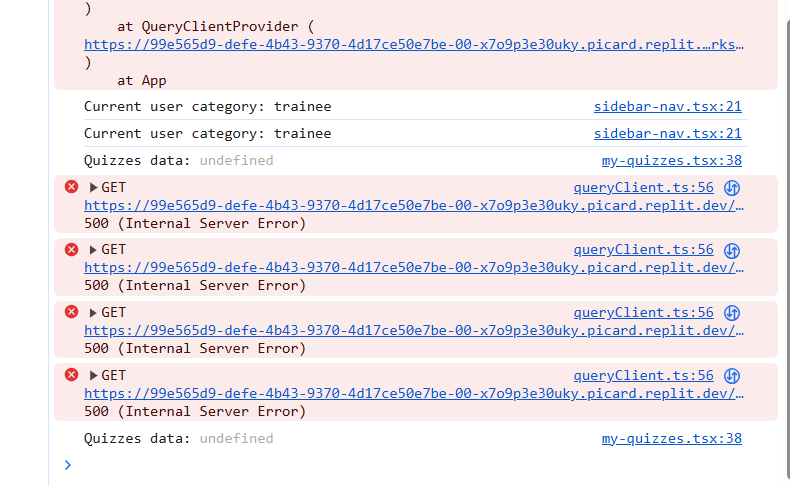 )
at QueryClientProvider (
https://99e565d9-defe-4b43-9370-4d17ce50e7be-00-x7o9p3e30uky.picard.replit.…rks…
)
at App
Current user category: trainee sidebar-nav.tsx:21
Current user category: trainee sidebar-nav.tsx:21
Quizzes data: undefined my-quizzes.tsx:38
GET queryClient.ts:56
https://99e565d9-defe-4b43-9370-4d17ce50e7be-00-x7o9p3e30uky.picard.replit.dev/…
500 (Internal Server Error)
GET queryClient.ts:56
https://99e565d9-defe-4b43-9370-4d17ce50e7be-00-x7o9p3e30uky.picard.replit.dev/…
500 (Internal Server Error)
GET queryClient.ts:56
https://99e565d9-defe-4b43-9370-4d17ce50e7be-00-x7o9p3e30uky.picard.replit.dev/…
500 (Internal Server Error)
GET queryClient.ts:56
https://99e565d9-defe-4b43-9370-4d17ce50e7be-00-x7o9p3e30uky.picard.replit.dev/…
500 (Internal Server Error)
Quizzes data: undefined my-quizzes.tsx:38